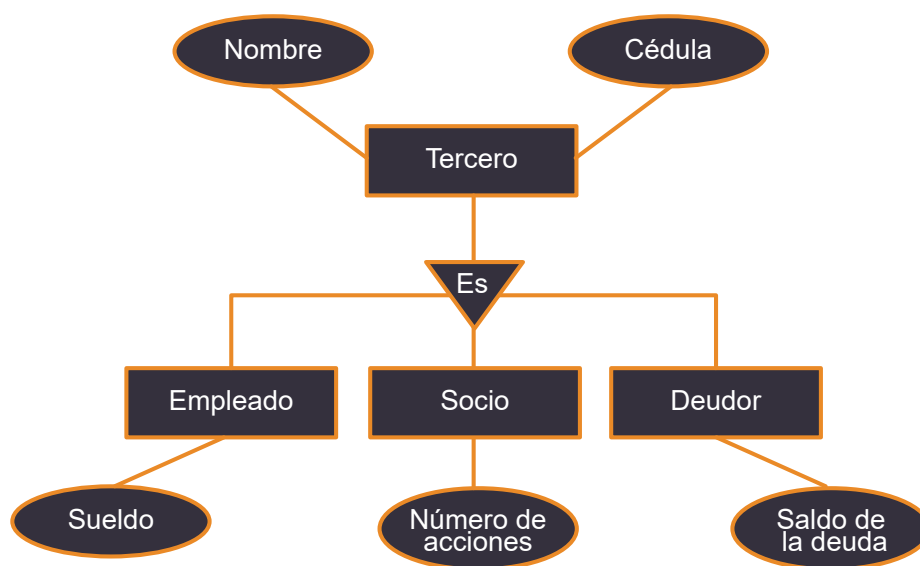 Nombre
Cédula
Tercero
Es
Empleado
Socio
Deudor
Sueldo
Número de
acciones
Saldo de
la deuda